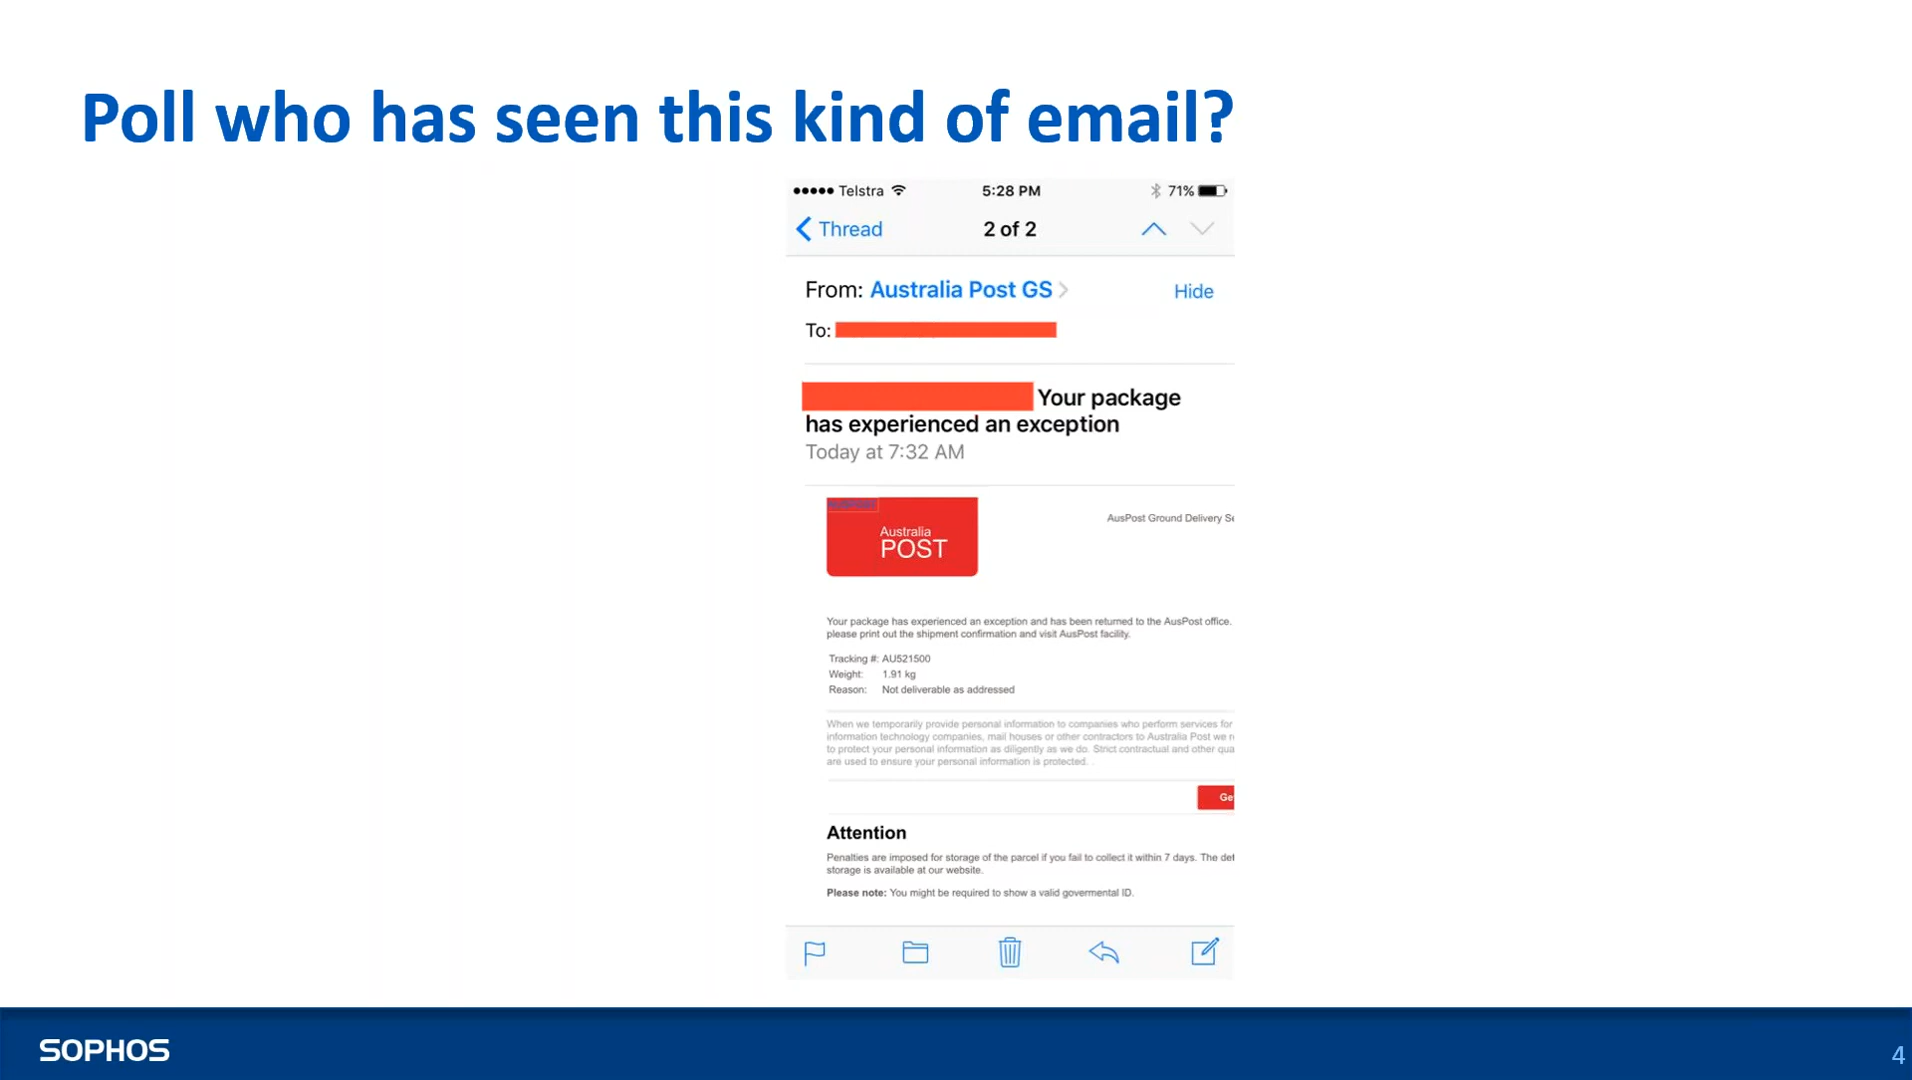 Poll who has seen this kind of email?
Telstra 5:28 PM 71%
Thread 2 of 2
From: Australia Post GS Hide
To:
Your package
has experienced an exception
Today at 7:32 AM
AusPost Ground Delivery Se
Australia
POST
Your package has experienced an exception and has been returned to the AusPost office.
please print out the shipment confirmation and visit AusPost facility.
Tracking #: AU521500
Weight: 1.91 kg
Reason: Not deliverable as addressed
When we temporarily provide personal information to companies who perform services for
information technology companies, mail houses or other contractors to Australia Post we r
to protect your personal information as diligently as we do. Strict contractual and other qua
are used to ensure your personal information is protected. .
Ge
Attention
Penalties are imposed for storage of the parcel if you fail to collect it within 7 days. The det
storage is available at our website.
Please note: You might be required to show a valid govermental ID.
SOPHOS
4